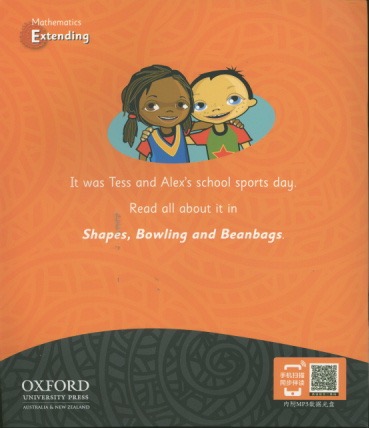 Mathematics
Extending
It was Tess and Alex's school sports day.
Read all about it in
Shapes, Bowling and Beanbags.
OXFORD
UNIVERSITY PRESS
AUSTRALIA & NEW ZEALAND
手机扫描
同步伴读
内附MP3数据光盘